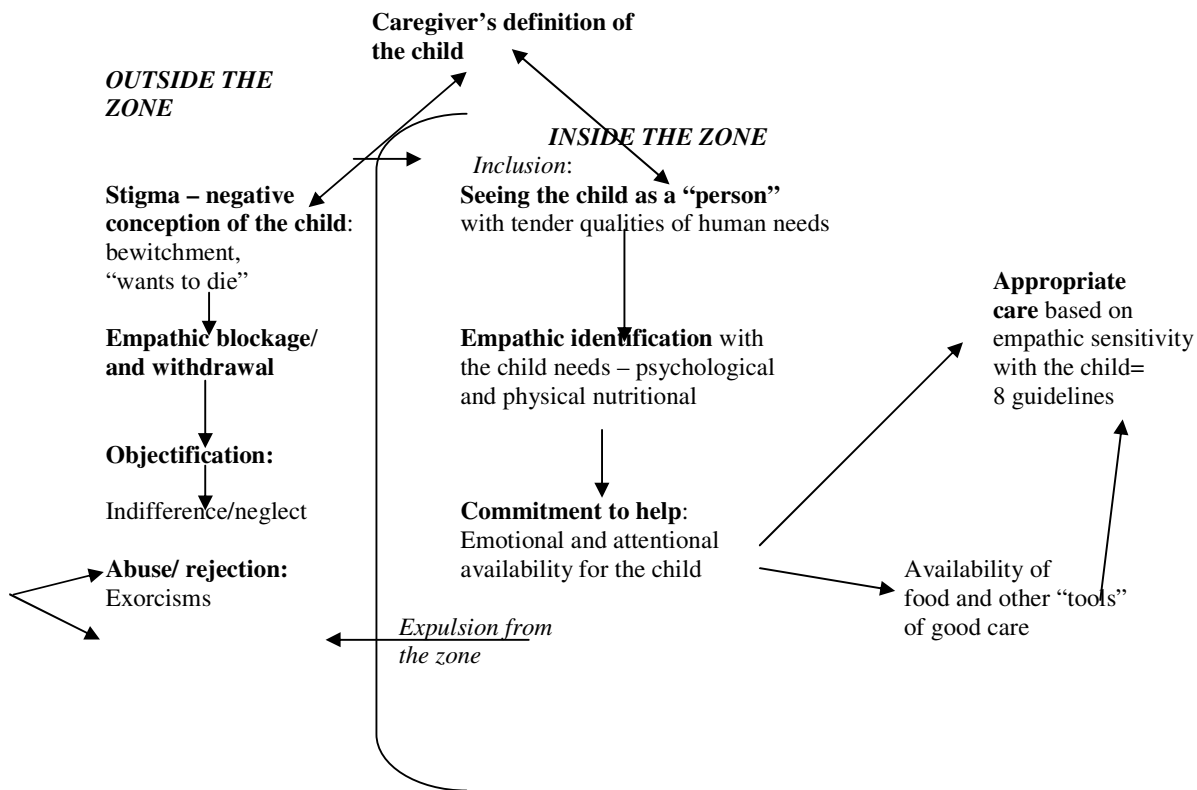 Caregiver’s definition of
the child
OUTSIDE THE
ZONE
INSIDE THE ZONE
Inclusion:
Stigma – negative
conception of the child:
bewitchment,
“wants to die”
Seeing the child as a “person”
with tender qualities of human needs
Empathic blockage/
and withdrawal
Empathic identification with
the child needs – psychological
and physical nutritional
Appropriate
care based on
empathic sensitivity
with the child=
8 guidelines
Objectification:
Indifference/neglect
Commitment to help:
Emotional and attentional
availability for the child
Abuse/ rejection:
Exorcisms
Availability of
food and other “tools”
of good care
Expulsion from
the zone